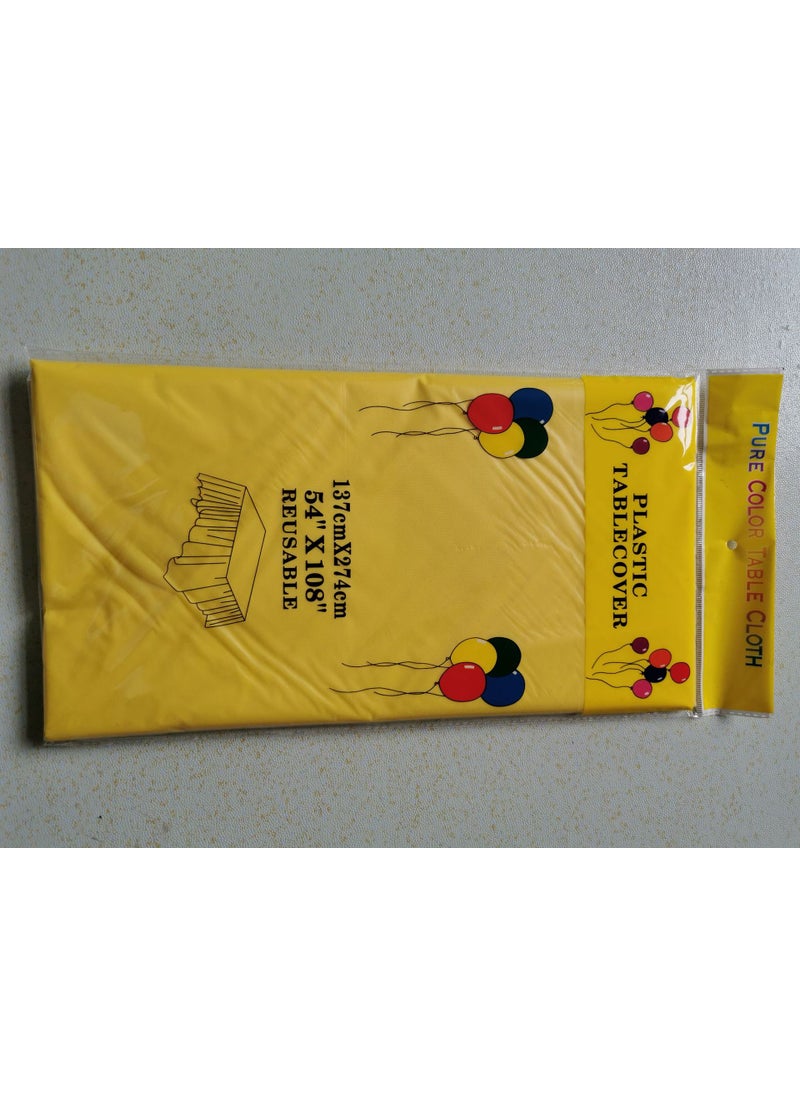 PURE COLOR TABLE CLOTH
PLASTIC
TABLECOVER
137cmX274cm
54" X 108"
REUSABLE